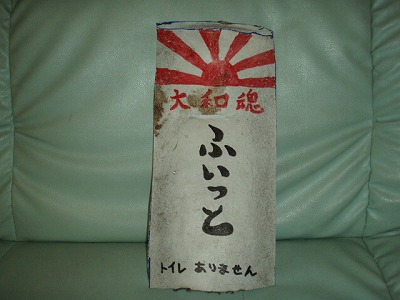 大和魂
ふいっと
トイレ ありません